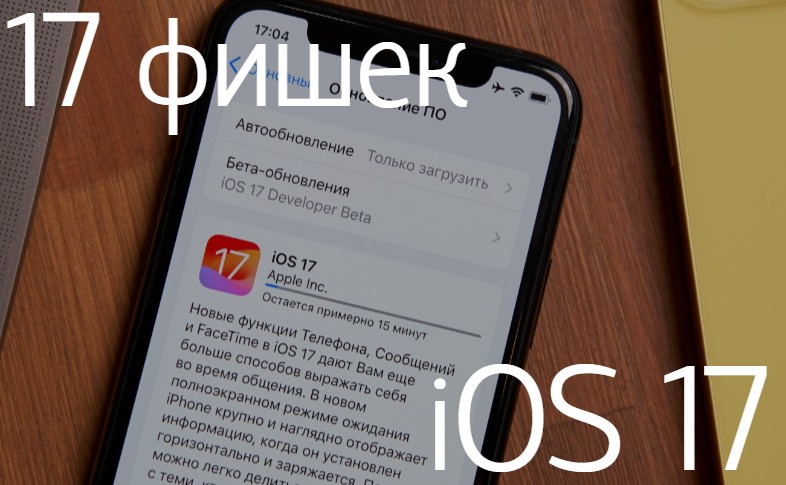 17 фишек
17:04
Основные
Обновление ПО
Автообновление Только загрузить
Бета-обновления
iOS 17 Developer Beta
17
iOS 17
Apple Inc.
Остается примерно 15 минут
Новые функции Телефона, Сообщений
и FaceTime в iOS 17 дают Вам еще
больше способов выражать себя
во время общения. В новом
полноэкранном режиме ожидания
iPhone крупно и наглядно отображает
информацию, когда он установлен
горизонтально и заряжается.
можно легко
с теми,
iOS 17